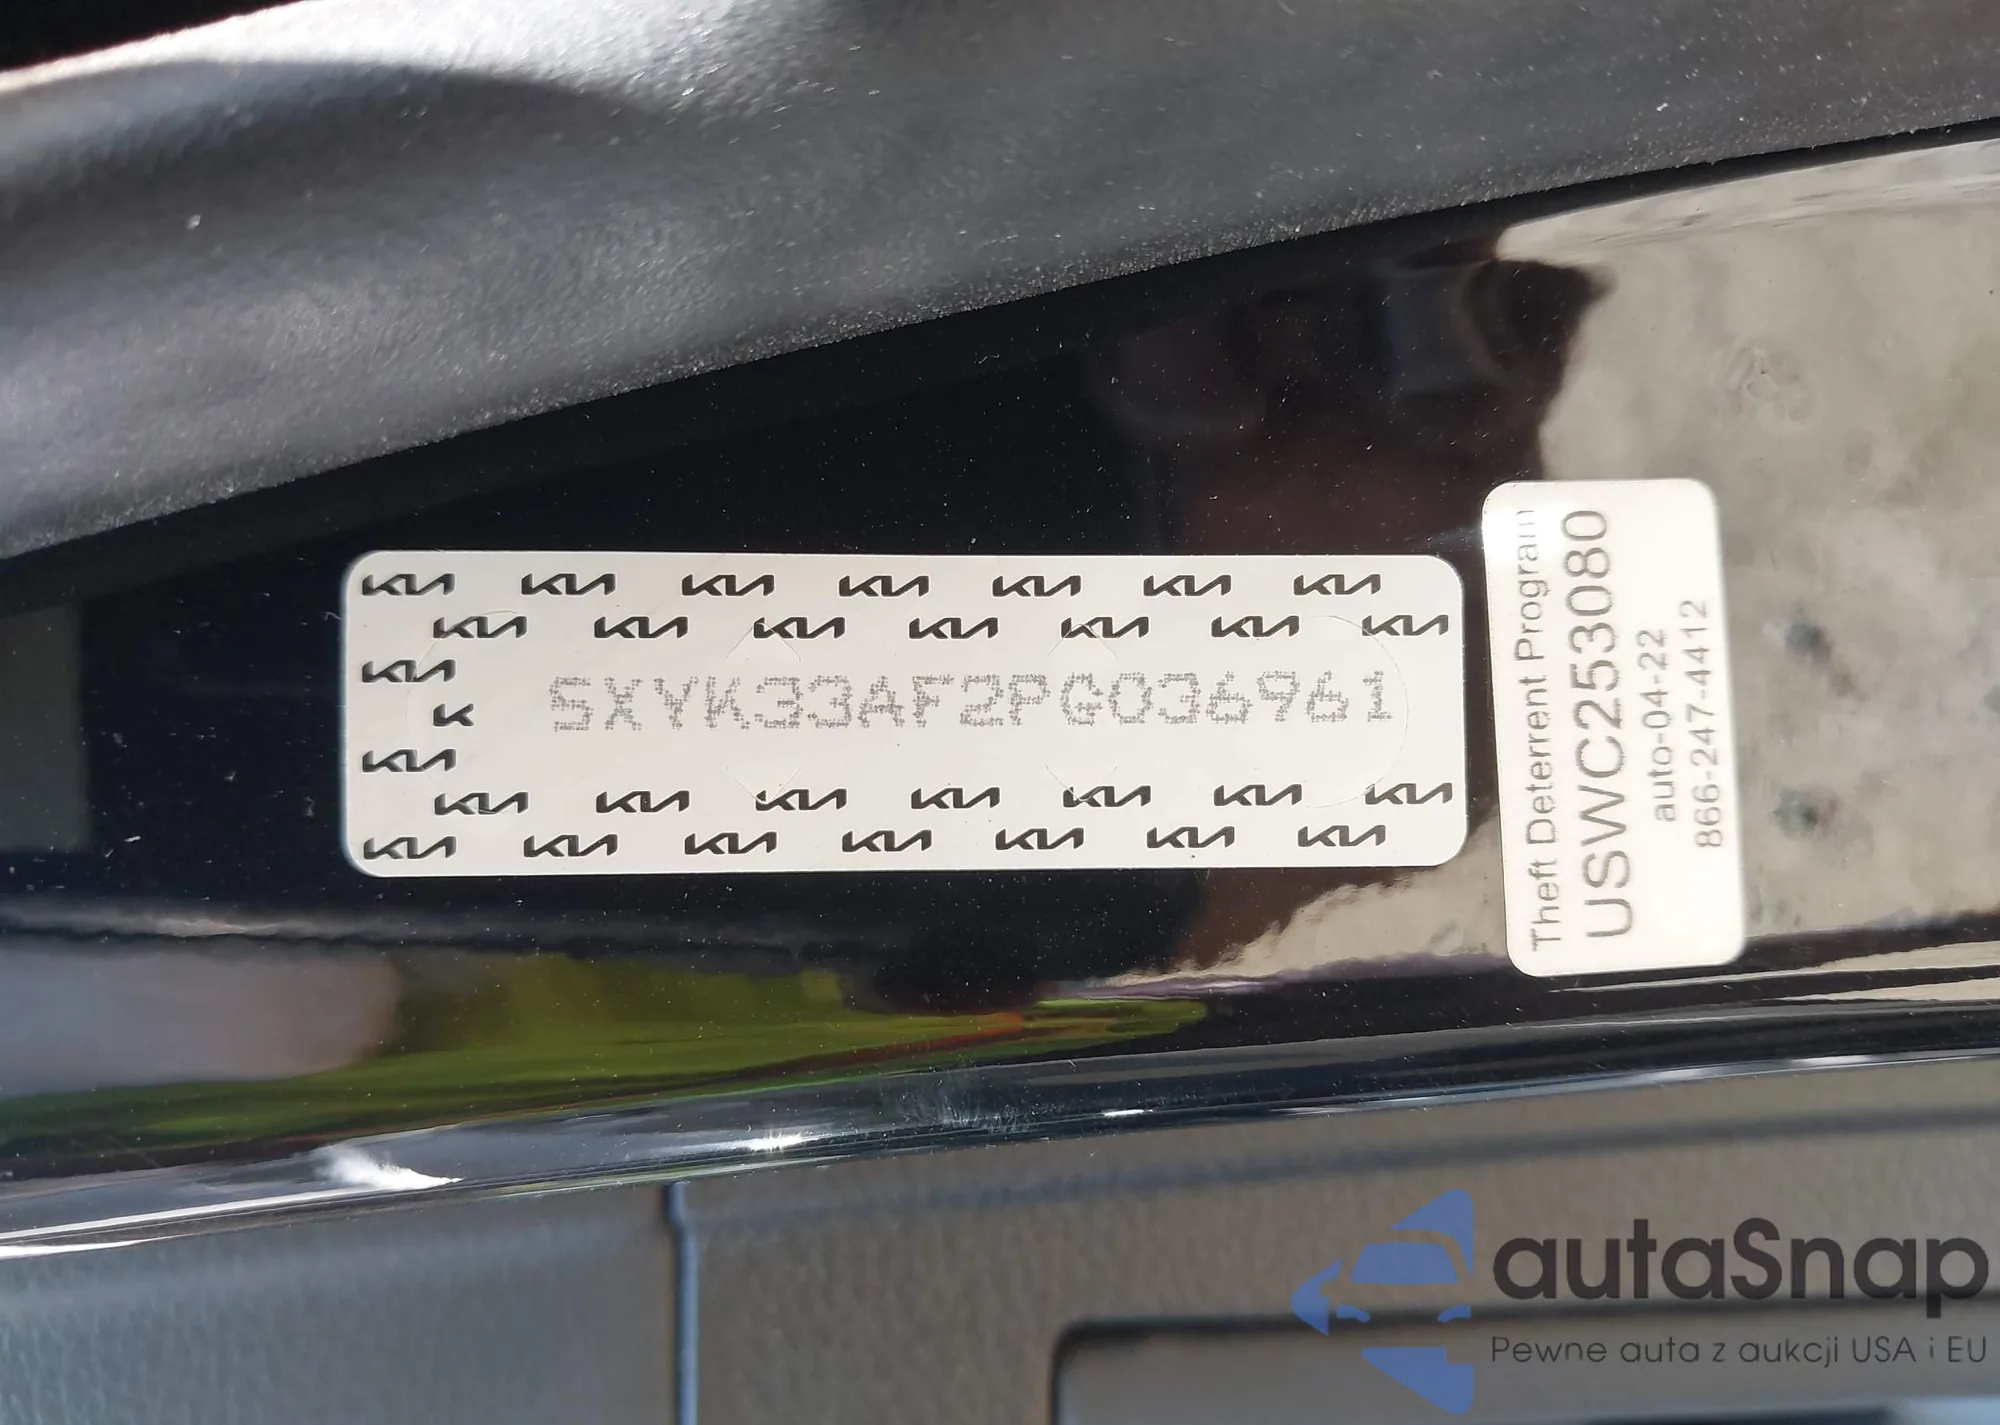 KIA KIA KIA KIA KIA KIA KIA
KIA KIA KIA KIA KIA KIA KIA
KIA
K 5XYK33AF2PG036961
KIA
KIA KIA KIA KIA KIA KIA KIA
KIA KIA KIA KIA KIA KIA KIA
Theft Deterrent Program
USWC253080
auto-04-22
866-247-4412
autaSnap
Pewne auta z aukcji USA i EU